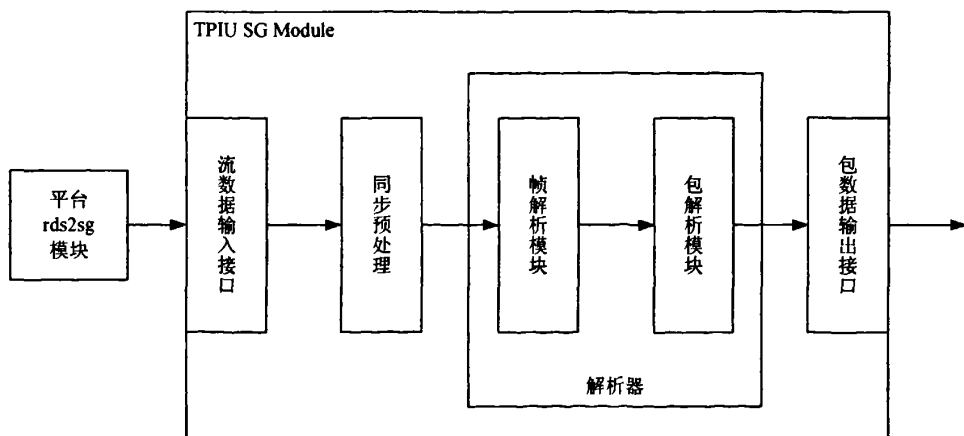 TPIU SG Module
平台
rds2sg
模块
流数据输入接口
同步预处理
帧解析模块
包解析模块
包数据输出接口
解析器